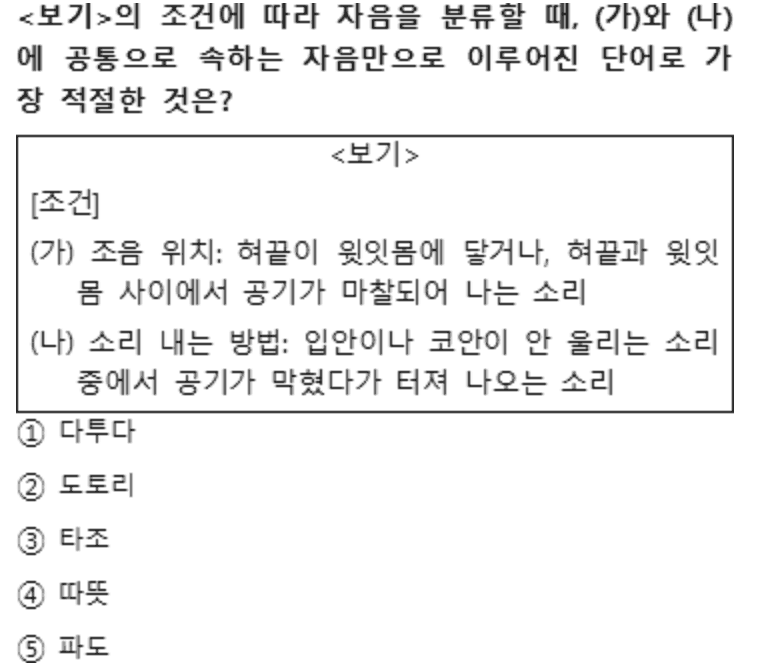 <보기>의 조건에 따라 자음을 분류할 때, (가)와 (나)
에 공통으로 속하는 자음만으로 이루어진 단어로 가
장 적절한 것은?
<보기>
[조건]
(가) 조음 위치: 혀끝이 윗잇몸에 닿거나, 혀끝과 윗잇
몸 사이에서 공기가 마찰되어 나는 소리
(나) 소리 내는 방법: 입안이나 코안이 안 울리는 소리
중에서 공기가 막혔다가 터져 나오는 소리
① 다투다
② 도토리
③ 타조
④ 따뜻
⑤ 파도